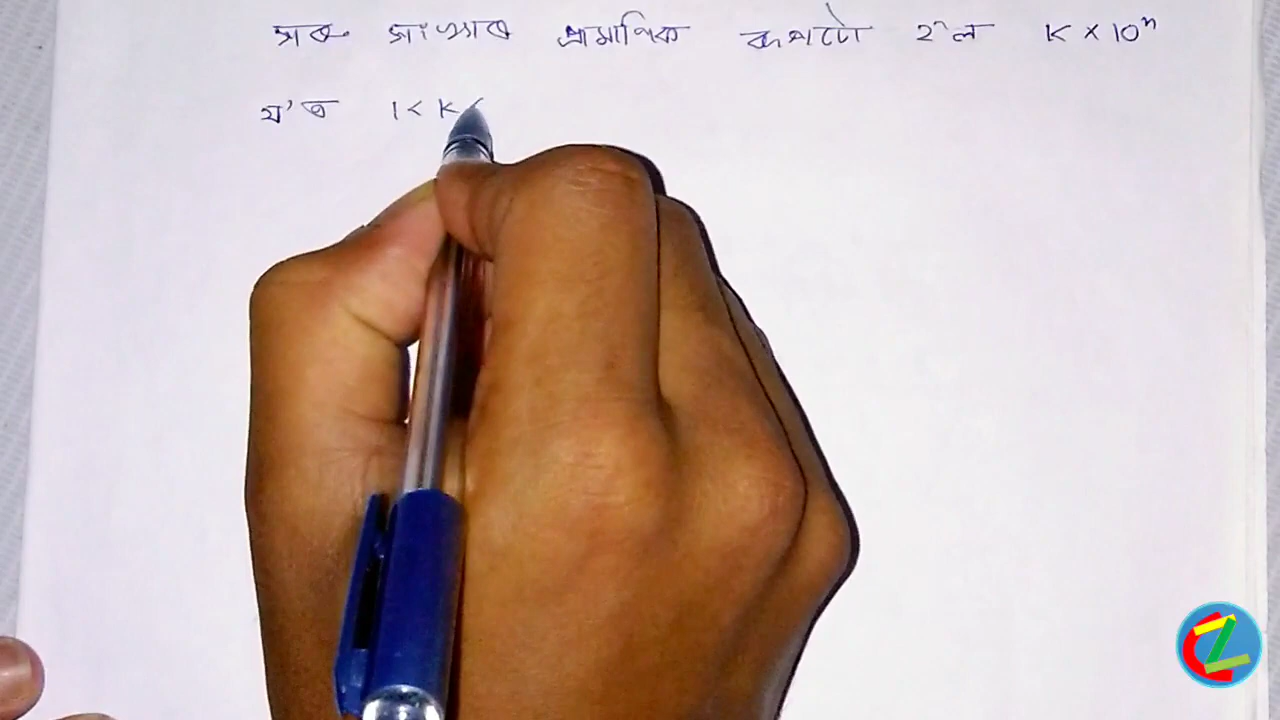 সৰু সংখ্যাৰ প্ৰামাণিক ৰূপটো হ'ল K × 10ⁿ
য'ত 1 < K <